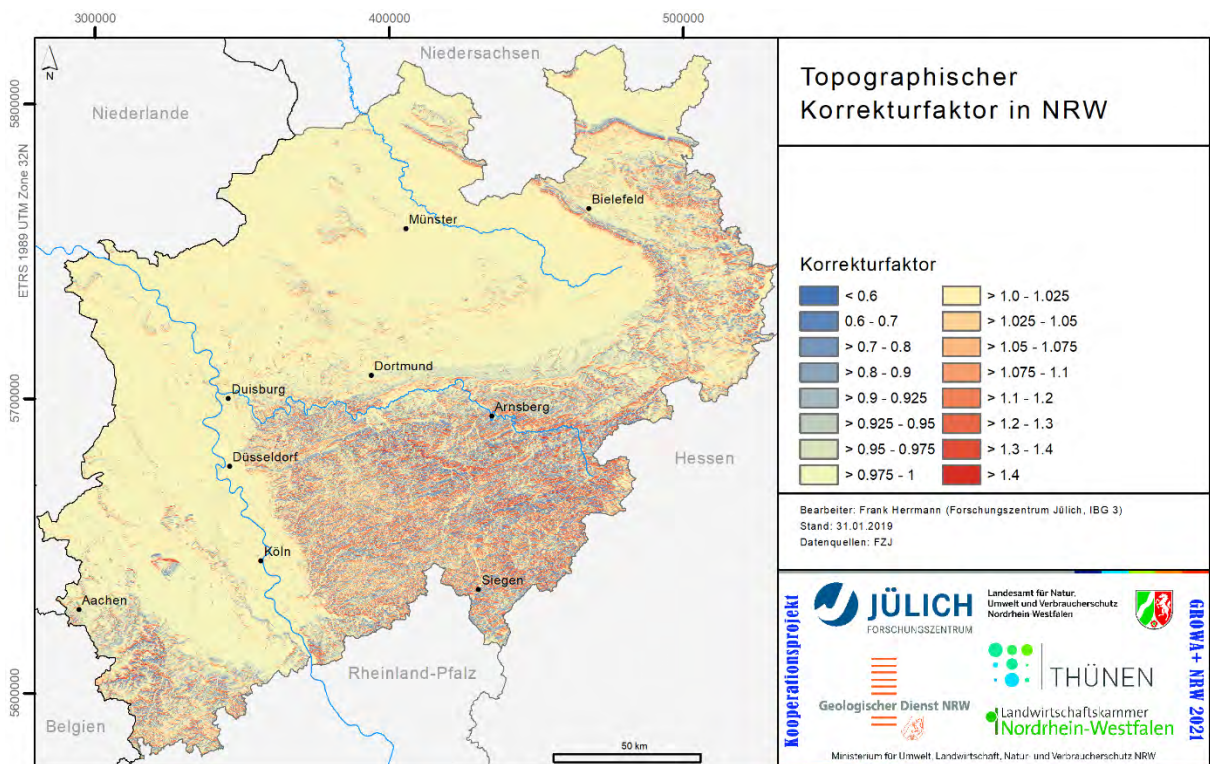 300000
400000
500000
5800000
5700000
5600000
ETRS 1989 UTM Zone 32N
N
Niedersachsen
Niederlande
Bielefeld
Münster
Dortmund
Duisburg
Arnsberg
Düsseldorf
Hessen
Köln
Siegen
Aachen
Rheinland-Pfalz
Belgien
50 km
Topographischer
Korrekturfaktor in NRW
Korrekturfaktor
< 0.6
0.6 - 0.7
> 0.7 - 0.8
> 0.8 - 0.9
> 0.9 - 0.925
> 0.925 - 0.95
> 0.95 - 0.975
> 0.975 - 1
> 1.0 - 1.025
> 1.025 - 1.05
> 1.05 - 1.075
> 1.075 - 1.1
> 1.1 - 1.2
> 1.2 - 1.3
> 1.3 - 1.4
> 1.4
Bearbeiter: Frank Herrmann (Forschungszentrum Jülich, IBG 3)
Stand: 31.01.2019
Datenquellen: FZJ
Kooperationsprojekt
JÜLICH
FORSCHUNGSZENTRUM
Landesamt für Natur,
Umwelt und Verbraucherschutz
Nordrhein Westfalen
THÜNEN
Geologischer Dienst NRW
Landwirtschaftskammer
Nordrhein-Westfalen
GROWA+ NRW 2021
Ministerium für Umwelt, Landwirtschaft, Natur- und Verbraucherschutz NRW